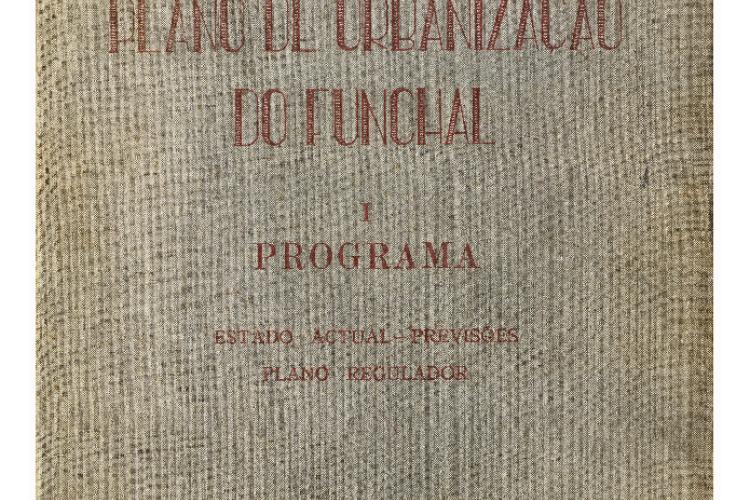 PLANO DE URBANIZAÇÃO
DO FUNCHAL
I
PROGRAMA
ESTADO ACTUAL — PREVISÕES
PLANO REGULADOR